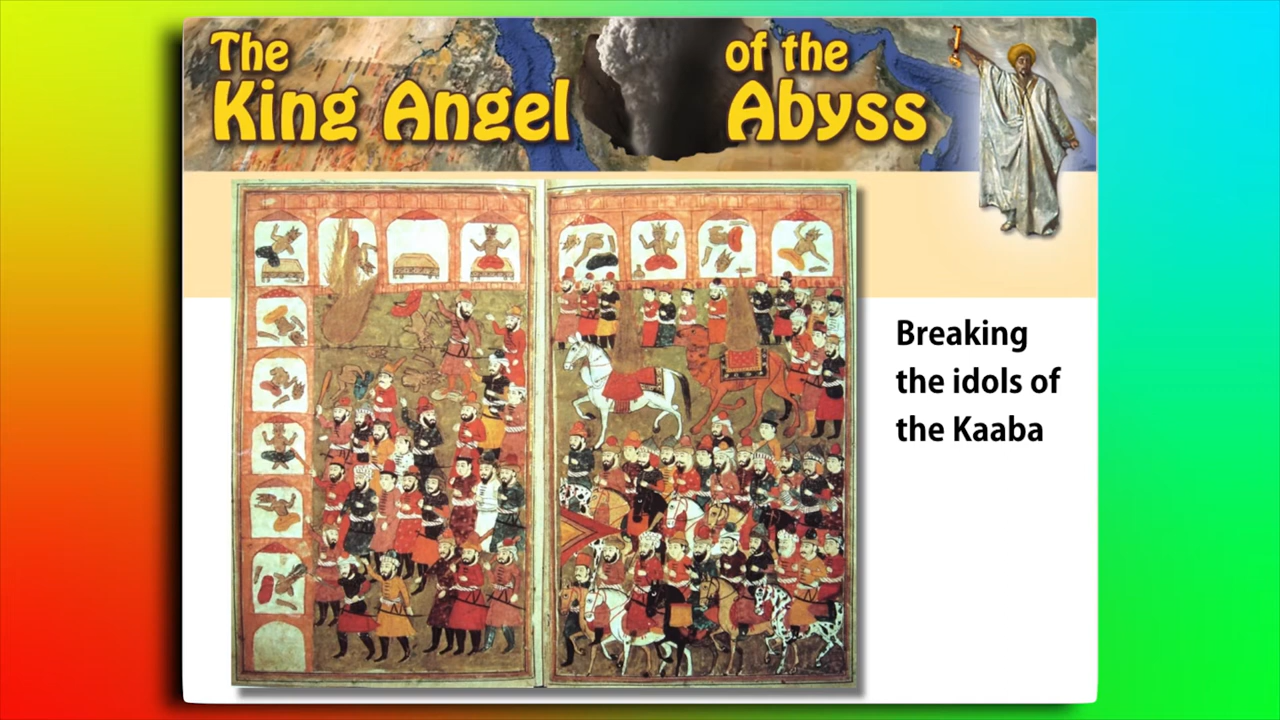 The of the
King Angel Abyss
Breaking
the idols of
the Kaaba